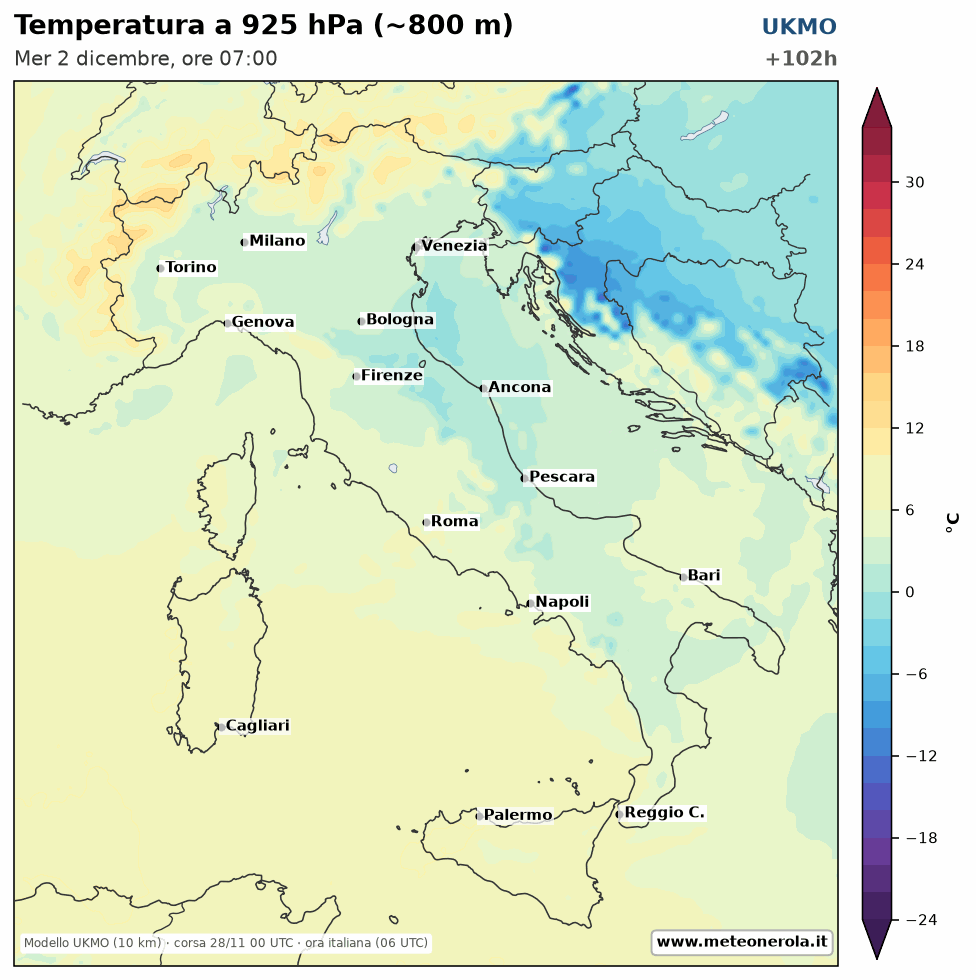 Temperatura a 925 hPa (~800 m)
UKMO
Mer 2 dicembre, ore 07:00
+102h
Milano
Venezia
Torino
Genova
Bologna
Firenze
Ancona
Pescara
Roma
Bari
Napoli
Cagliari
Palermo
Reggio C.
30
24
18
12
6
0
−6
−12
−18
−24
°C
Modello UKMO (10 km) · corsa 28/11 00 UTC · ora italiana (06 UTC)
www.meteonerola.it